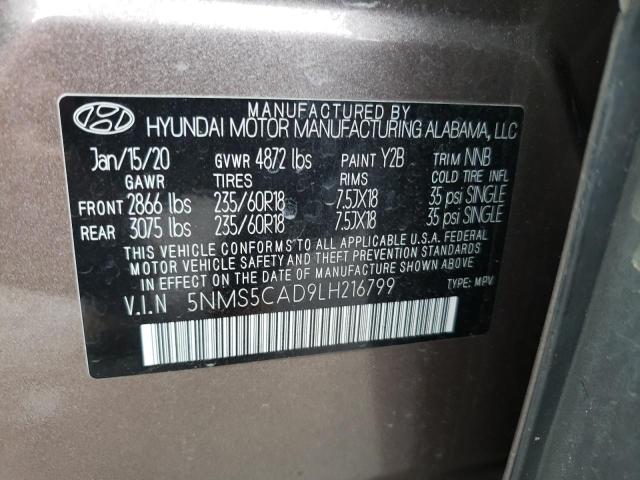 MANUFACTURED BY
HYUNDAI MOTOR MANUFACTURING ALABAMA, LLC
Jan/15/20 GVWR 4872 lbs PAINT Y2B TRIM NNB
GAWR TIRES RIMS COLD TIRE INFL
FRONT 2866 lbs 235/60R18 7.5JX18 35 psi SINGLE
REAR 3075 lbs 235/60R18 7.5JX18 35 psi SINGLE
THIS VEHICLE CONFORMS TO ALL APPLICABLE U.S.A. FEDERAL
MOTOR VEHICLE SAFETY AND THEFT PREVENTION STANDARDS
IN EFFECT ON THE DATE OF MANUFACTURE SHOWN ABOVE.
V.I.N 5NMS5CAD9LH216799 TYPE: MPV